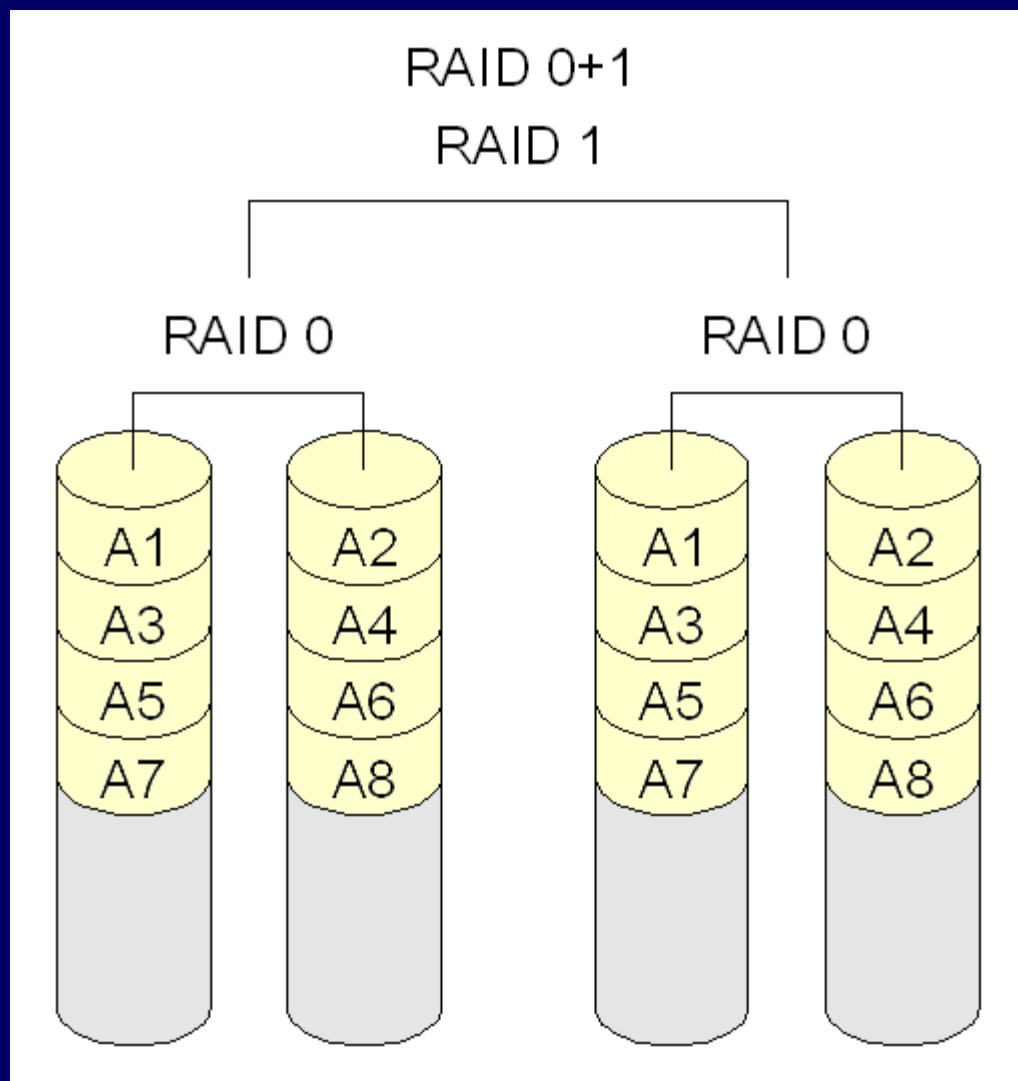 RAID 0+1
RAID 1
RAID 0 RAID 0
A1 A2 A1 A2
A3 A4 A3 A4
A5 A6 A5 A6
A7 A8 A7 A8